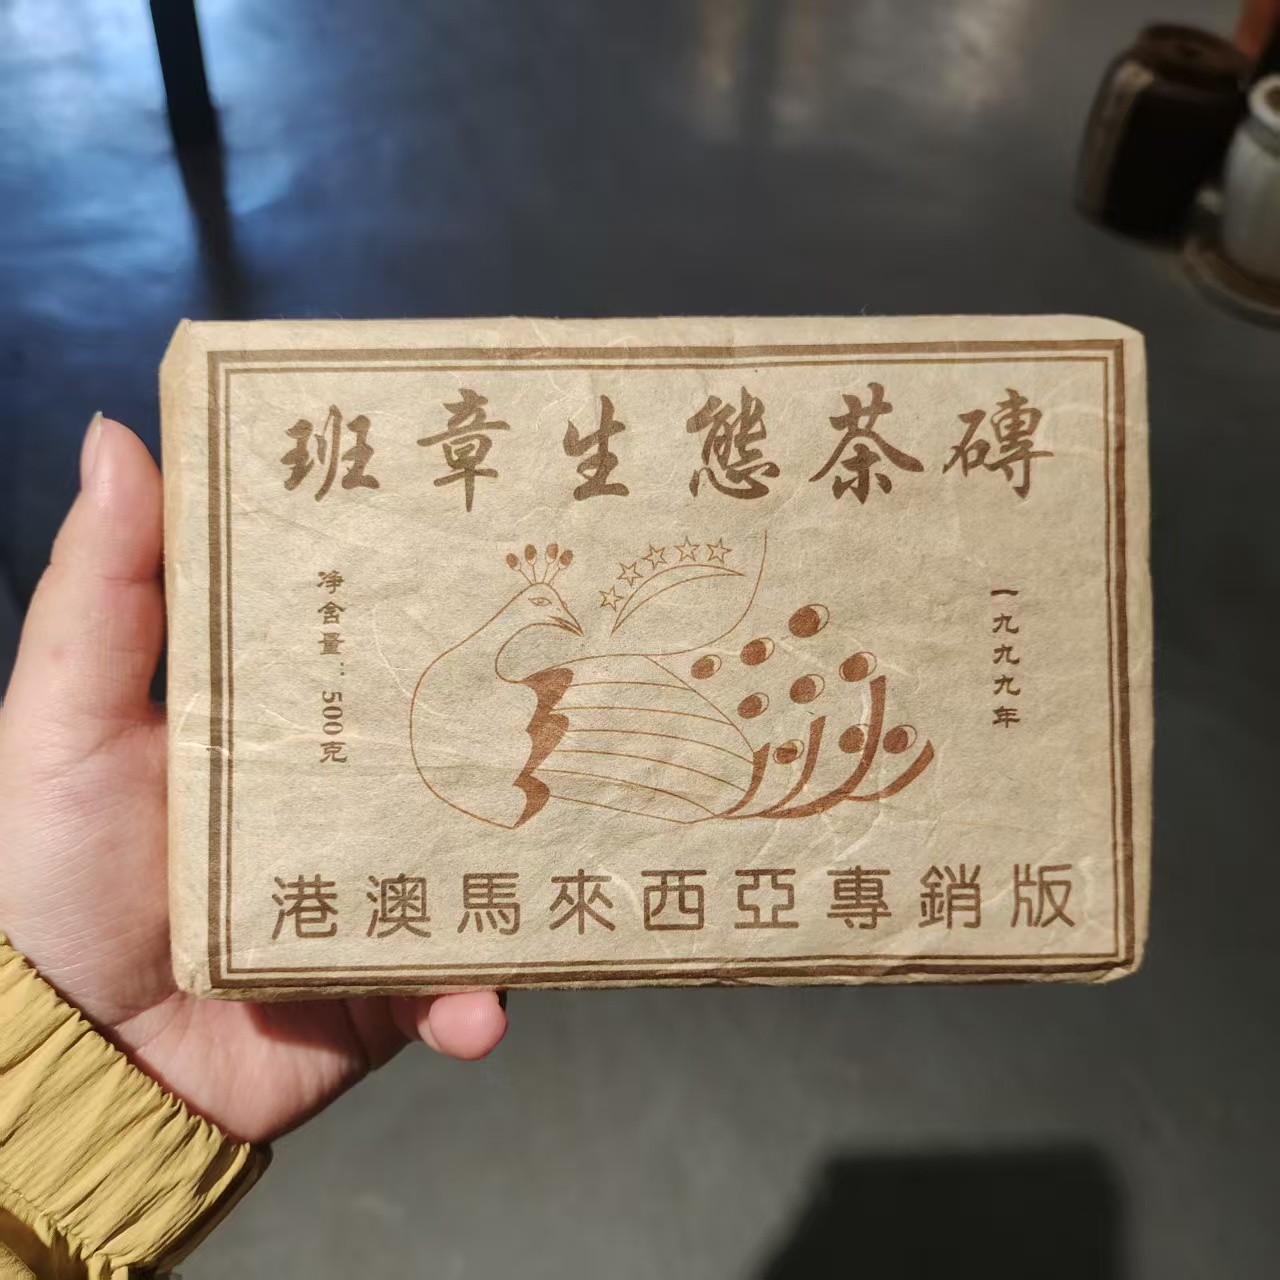 班章生態茶磚
净含量：500克
一九九九年
港澳馬來西亞專銷版